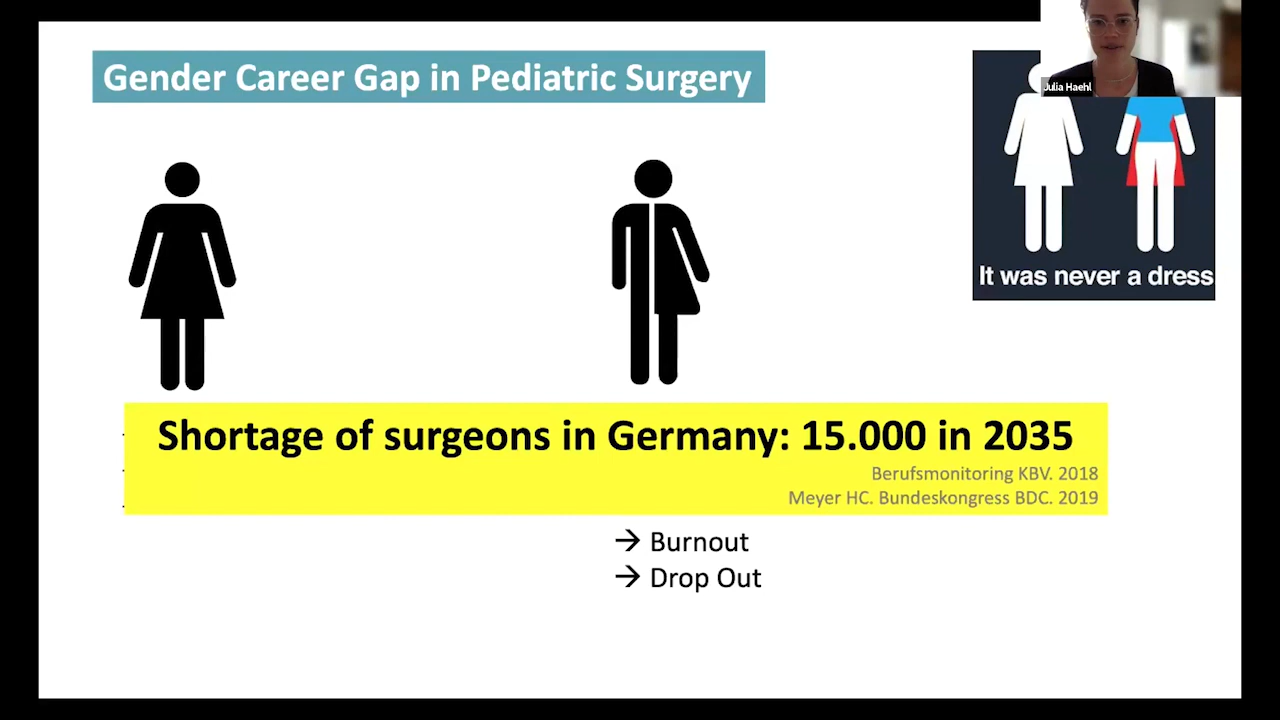 Gender Career Gap in Pediatric Surgery
Julia Haehl
It was never a dress
Shortage of surgeons in Germany: 15.000 in 2035
Berufsmonitoring KBV. 2018
Meyer HC. Bundeskongress BDC. 2019
→ Burnout
→ Drop Out